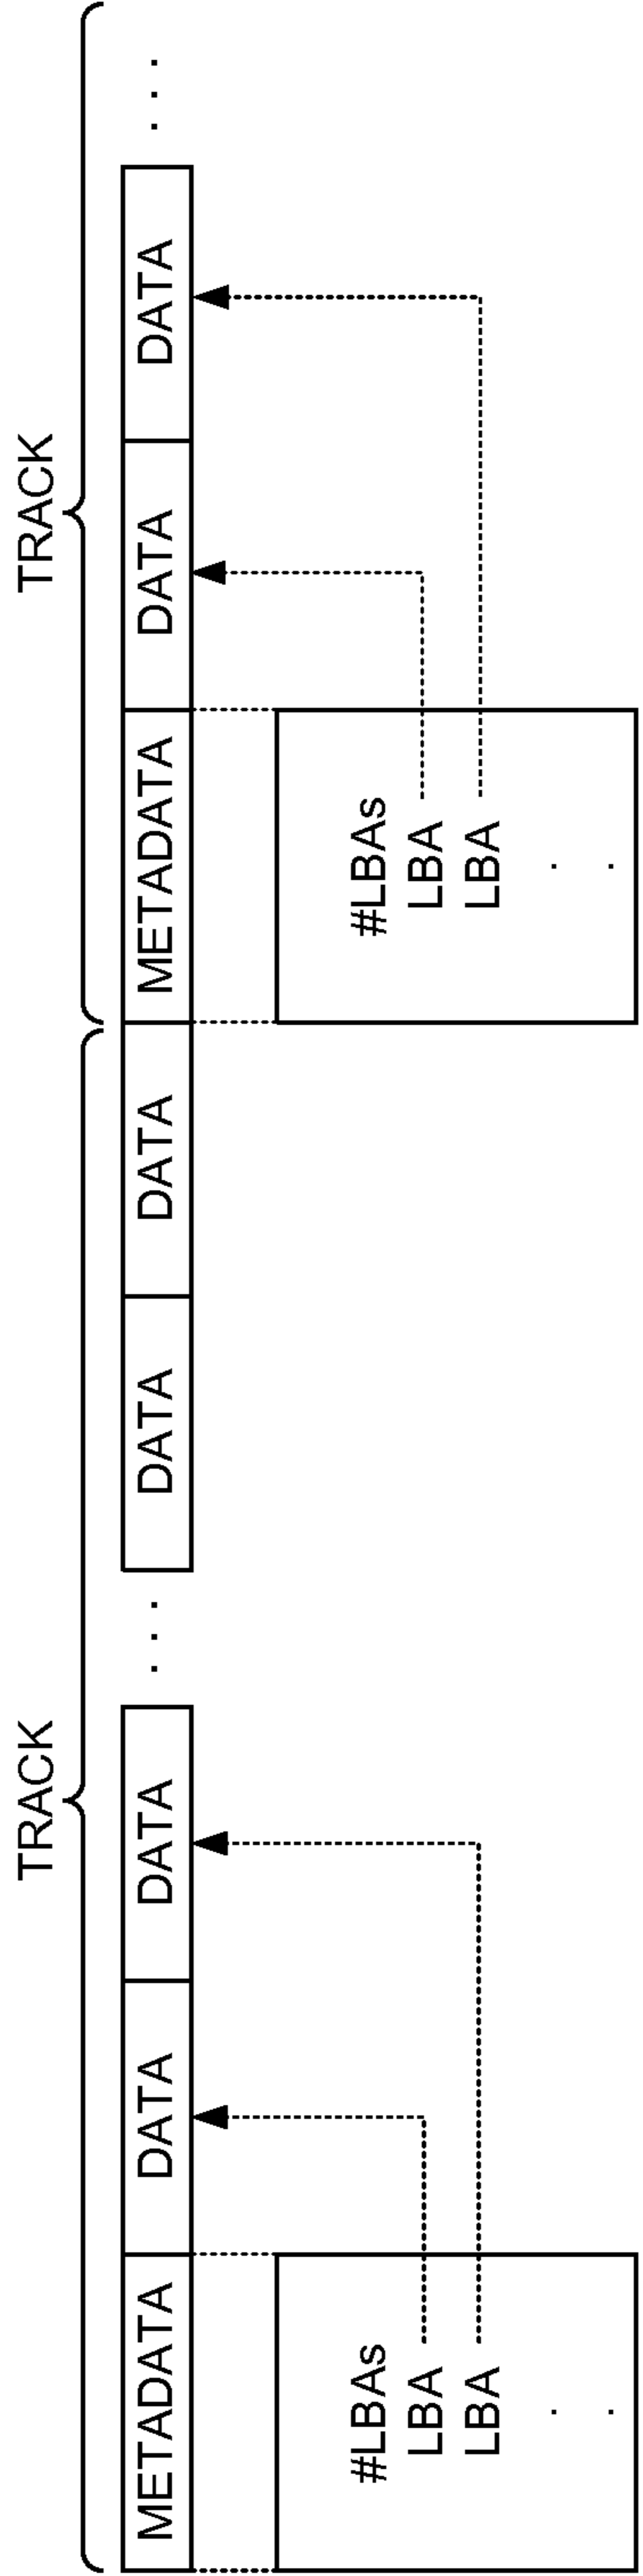 TRACK
TRACK
METADATA
DATA
DATA
. . .
DATA
DATA
METADATA
DATA
DATA
. . .
#LBAs
LBA
LBA
.
.
#LBAs
LBA
LBA
.
.